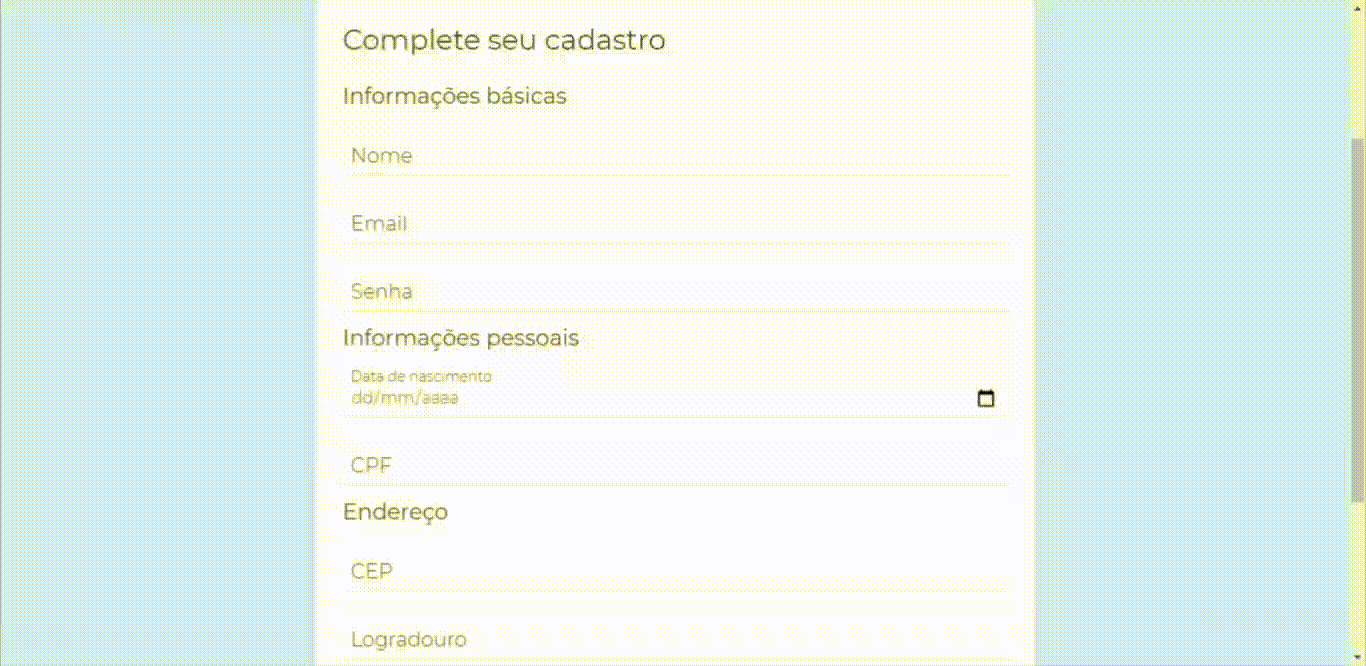 Complete seu cadastro
Informações básicas
Nome
Email
Senha
Informações pessoais
Data de nascimento
dd/mm/aaaa
CPF
Endereço
CEP
Logradouro